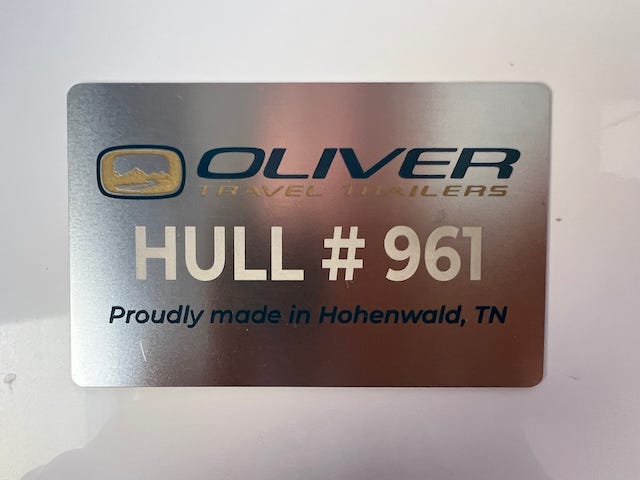 OLIVER
TRAVEL TRAILERS
HULL # 961
Proudly made in Hohenwald, TN